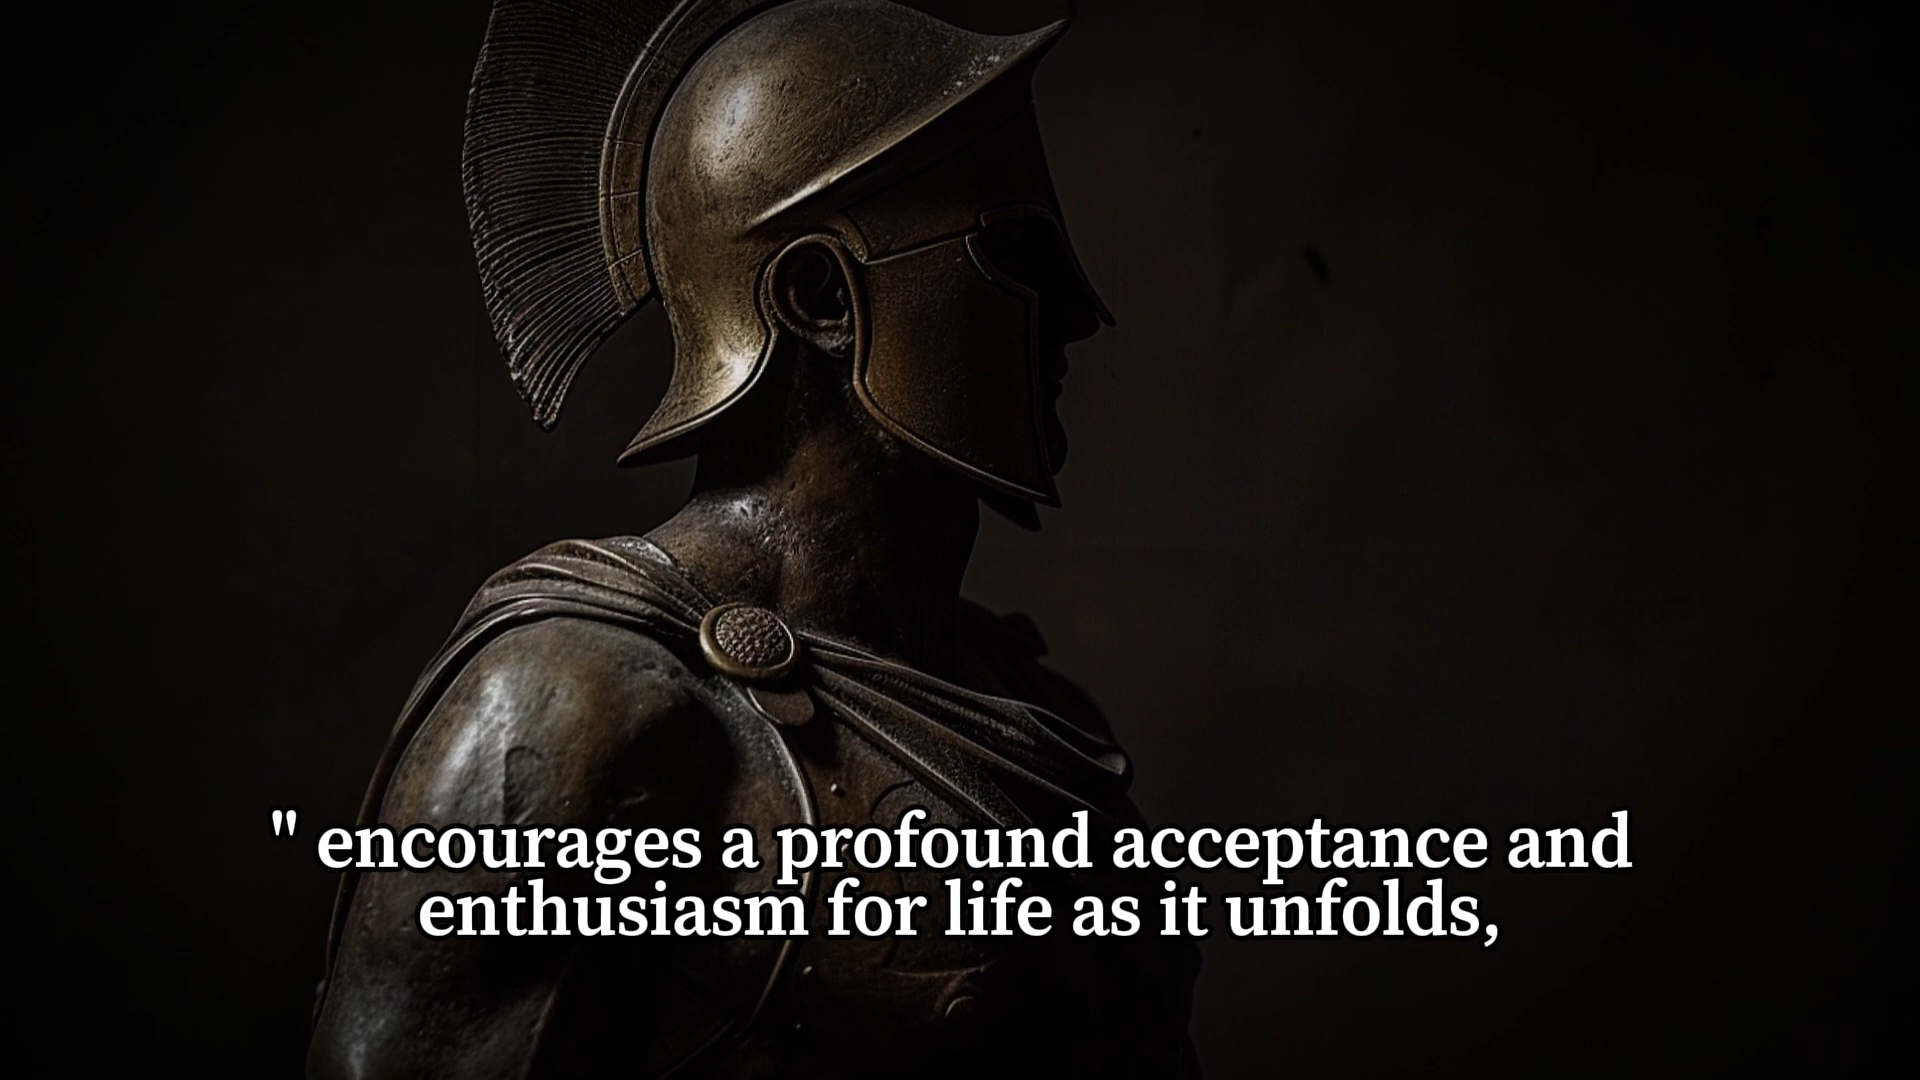 " encourages a profound acceptance and
enthusiasm for life as it unfolds,